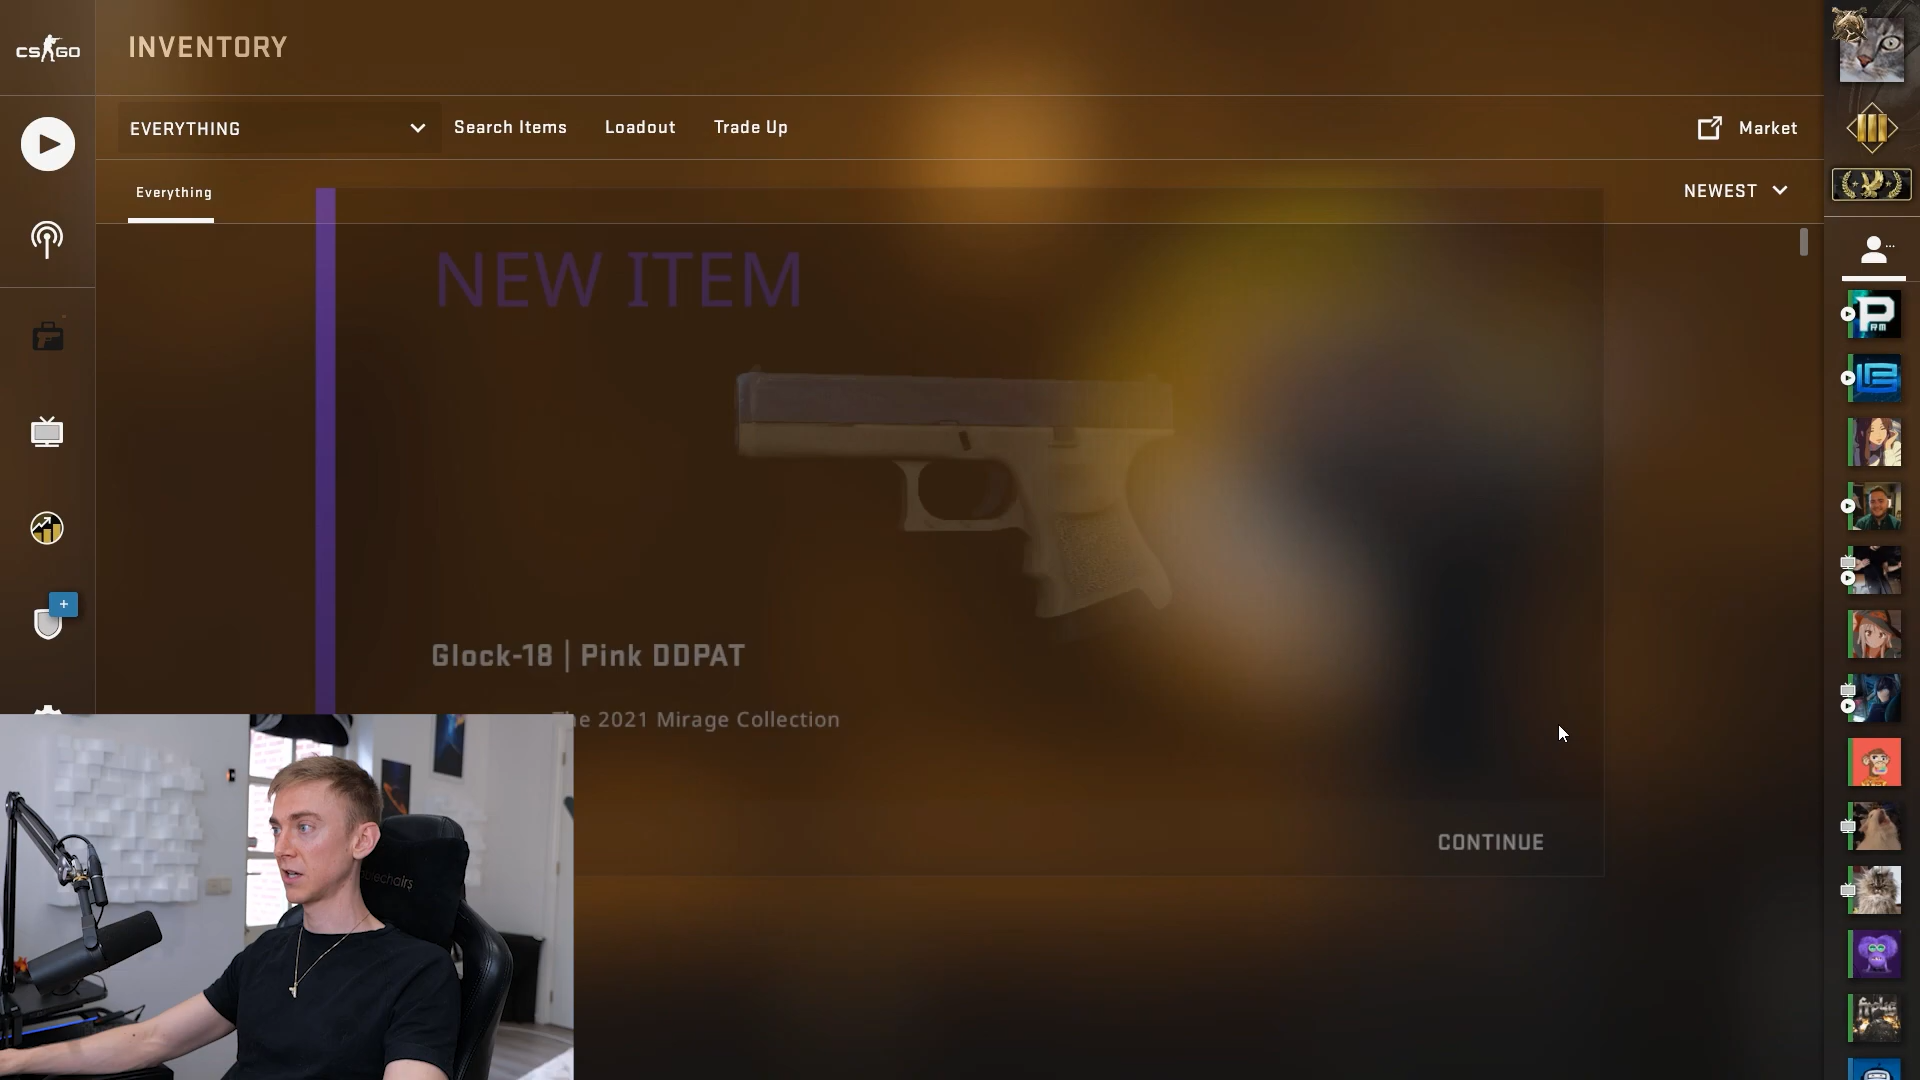 CS GO
INVENTORY
EVERYTHING
Search Items
Loadout
Trade Up
Market
Everything
NEWEST
NEW ITEM
Glock-18 | Pink DDPAT
The 2021 Mirage Collection
CONTINUE